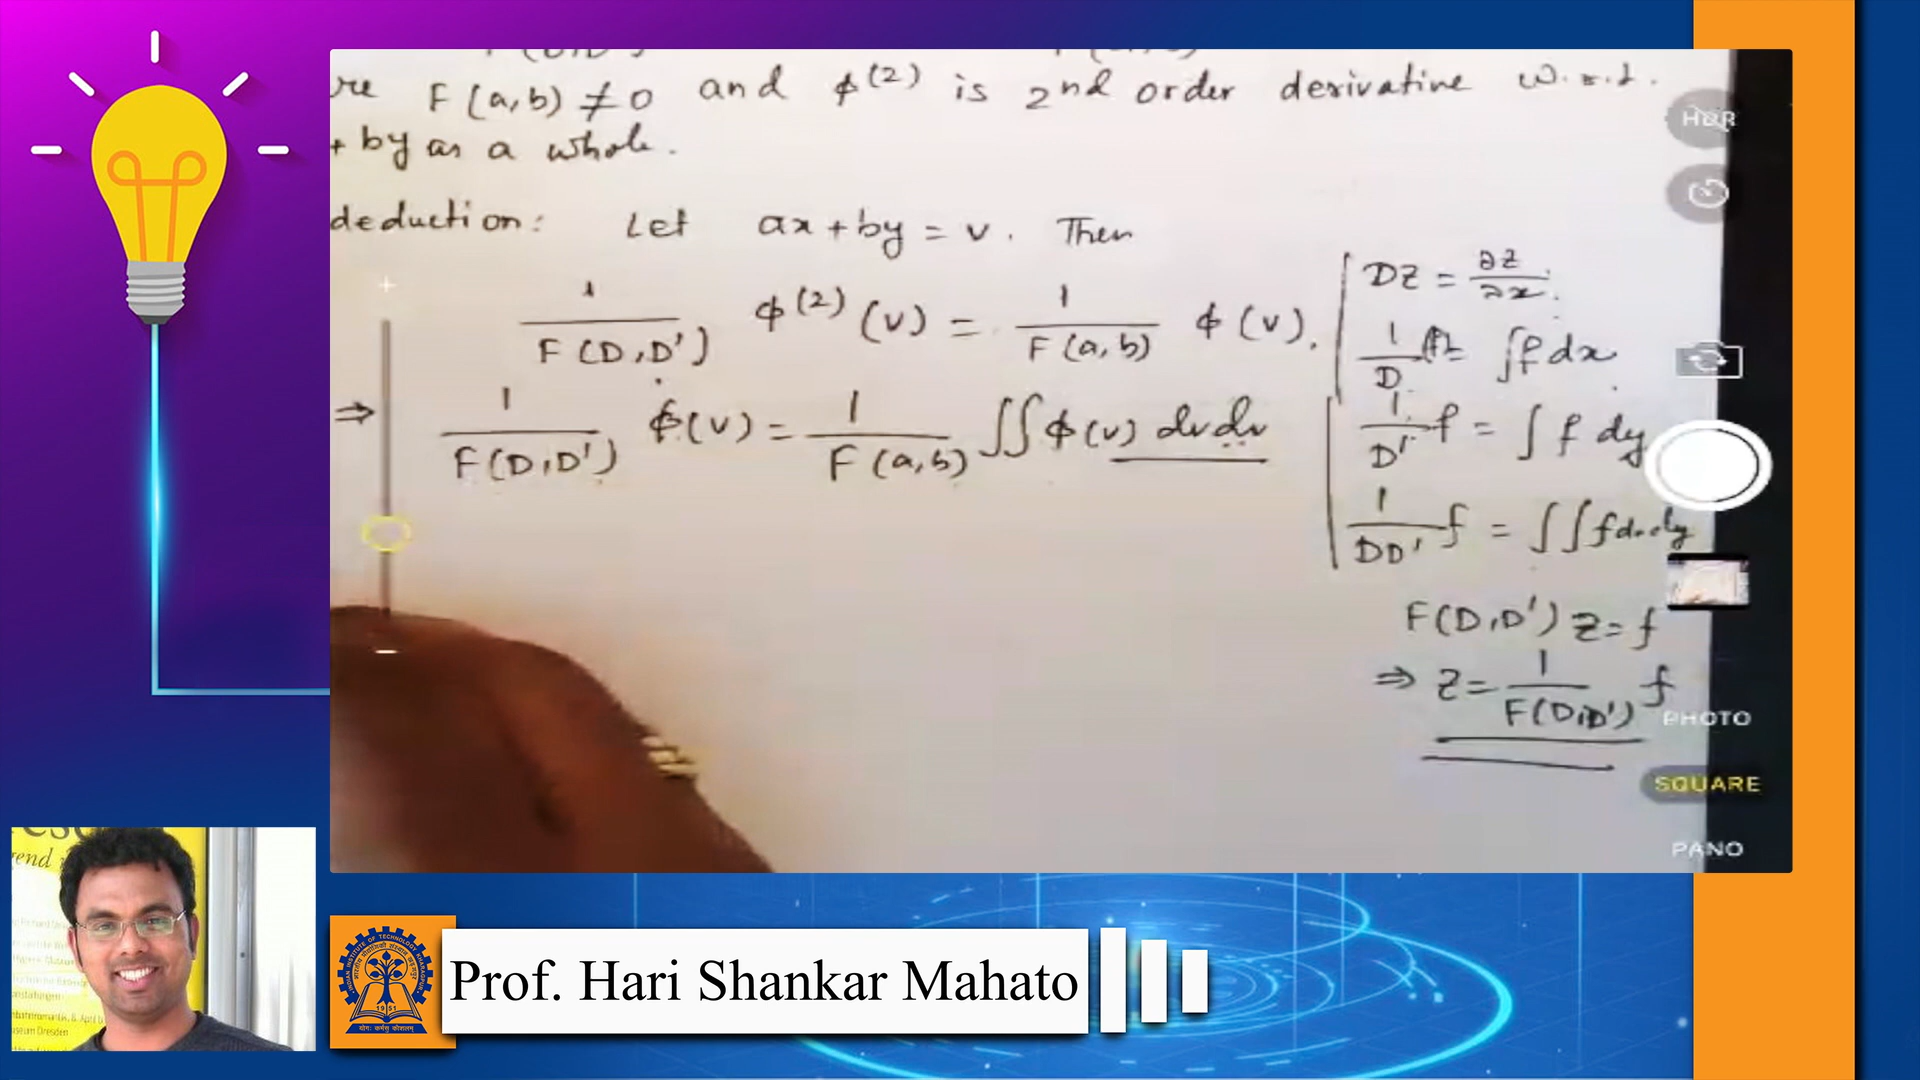 re F(a,b) ≠ 0 and ϕ⁽²⁾ is 2nd order derivative w.r.t.
+ by as a whole.
deduction: Let ax + by = v. Then
1/F(D,D') ϕ⁽²⁾(v) = 1/F(a,b) ϕ(v).
⇒ 1/F(D,D') ϕ(v) = 1/F(a,b) ∫∫ ϕ(v) dv dv
DZ = ∂z/∂x.
1/D f = ∫f dx
1/D' f = ∫ f dy
1/DD' f = ∫∫ f dx dy
F(D,D') z = f
⇒ z = 1/F(D,D') f
HDR
PHOTO
SQUARE
PANO
Prof. Hari Shankar Mahato
1951